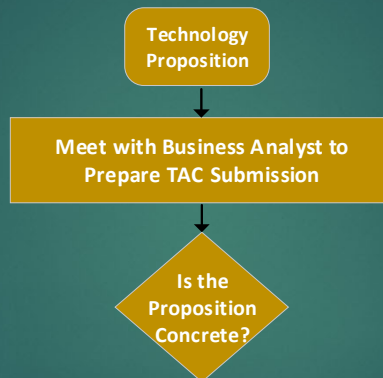 Technology
Proposition
Meet with Business Analyst to
Prepare TAC Submission
Is the
Proposition
Concrete?